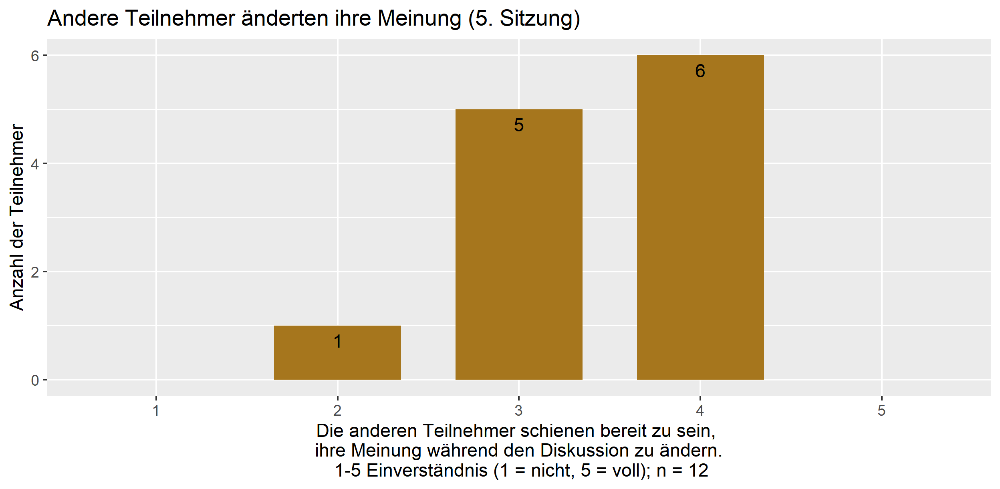 Andere Teilnehmer änderten ihre Meinung (5. Sitzung)
Anzahl der Teilnehmer
6
4
2
0
1
5
6
1
2
3
4
5
Die anderen Teilnehmer schienen bereit zu sein,
ihre Meinung während den Diskussion zu ändern.
1-5 Einverständnis (1 = nicht, 5 = voll); n = 12